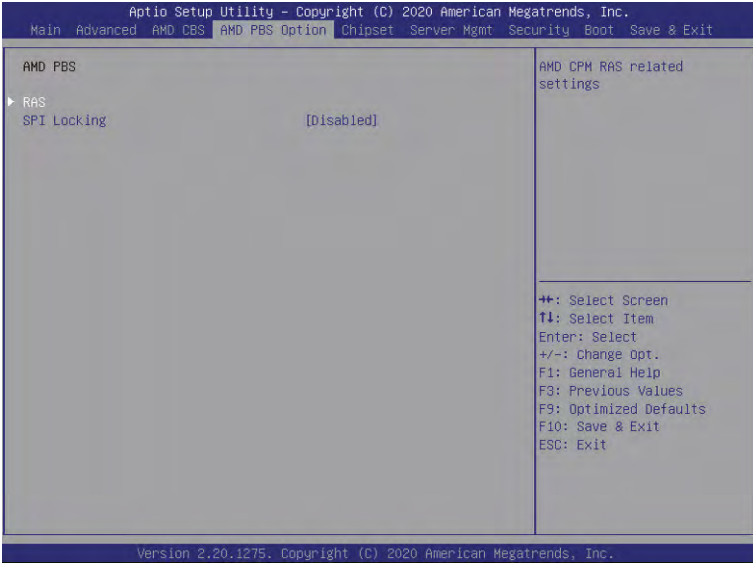 Aptio Setup Utility – Copyright (C) 2020 American Megatrends, Inc.
Main Advanced AMD CBS AMD PBS Option Chipset Server Mgmt Security Boot Save & Exit
AMD PBS
RAS
SPI Locking [Disabled]
AMD CPM RAS related
settings
→←: Select Screen
↑↓: Select Item
Enter: Select
+/-: Change Opt.
F1: General Help
F3: Previous Values
F9: Optimized Defaults
F10: Save & Exit
ESC: Exit
Version 2.20.1275. Copyright (C) 2020 American Megatrends, Inc.